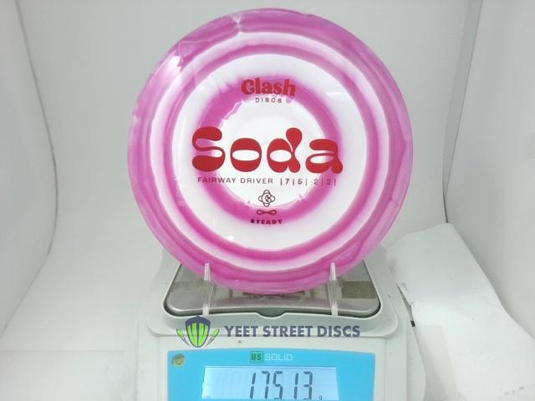 Clash
DISCS
Soda
FAIRWAY DRIVER |7|5|-2|2|
STEADY
YEET STREET DISCS
US SOLID
175.13 g